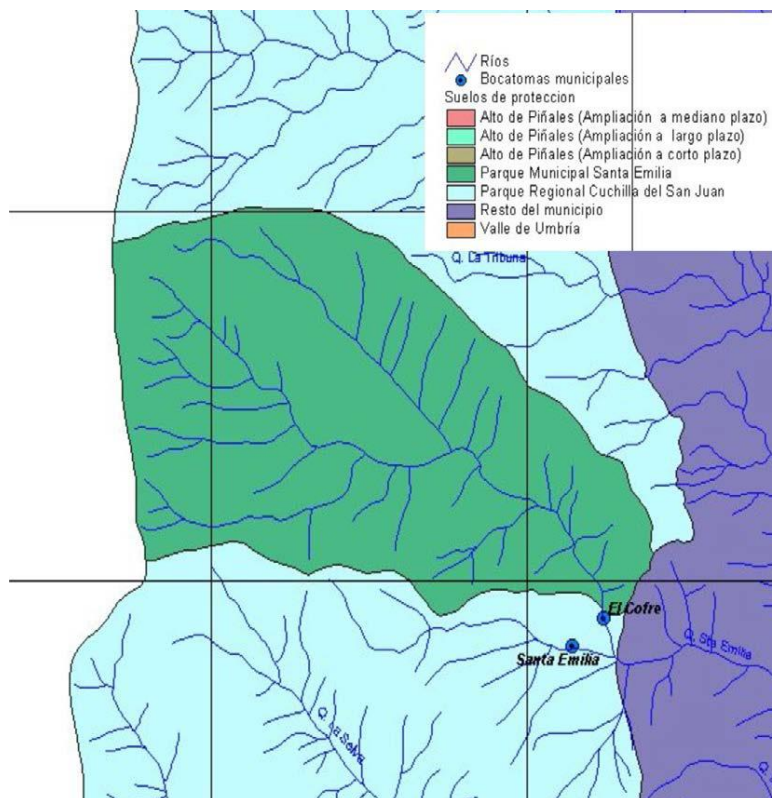 Ríos
Bocatomas municipales
Suelos de proteccion
Alto de Piñales (Ampliación a mediano plazo)
Alto de Piñales (Ampliación a largo plazo)
Alto de Piñales (Ampliación a corto plazo)
Parque Municipal Santa Emilia
Parque Regional Cuchilla del San Juan
Resto del municipio
Valle de Umbría
Q. La Tribuna
El Cofre
Q. Sta Emilia
Santa Emilia
Q. La Selva
Q.